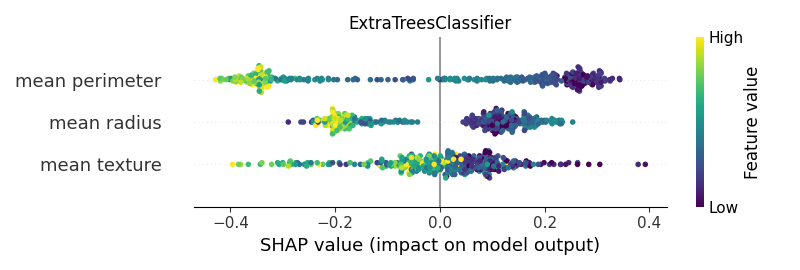 ExtraTreesClassifier
mean perimeter
mean radius
mean texture
−0.4
−0.2
0.0
0.2
0.4
SHAP value (impact on model output)
High
Low
Feature value